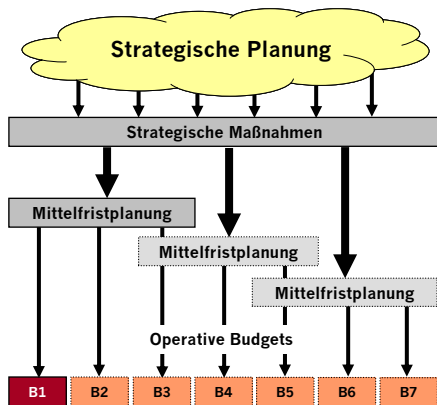 Strategische Planung
Strategische Maßnahmen
Mittelfristplanung
Mittelfristplanung
Mittelfristplanung
Operative Budgets
B1 B2 B3 B4 B5 B6 B7